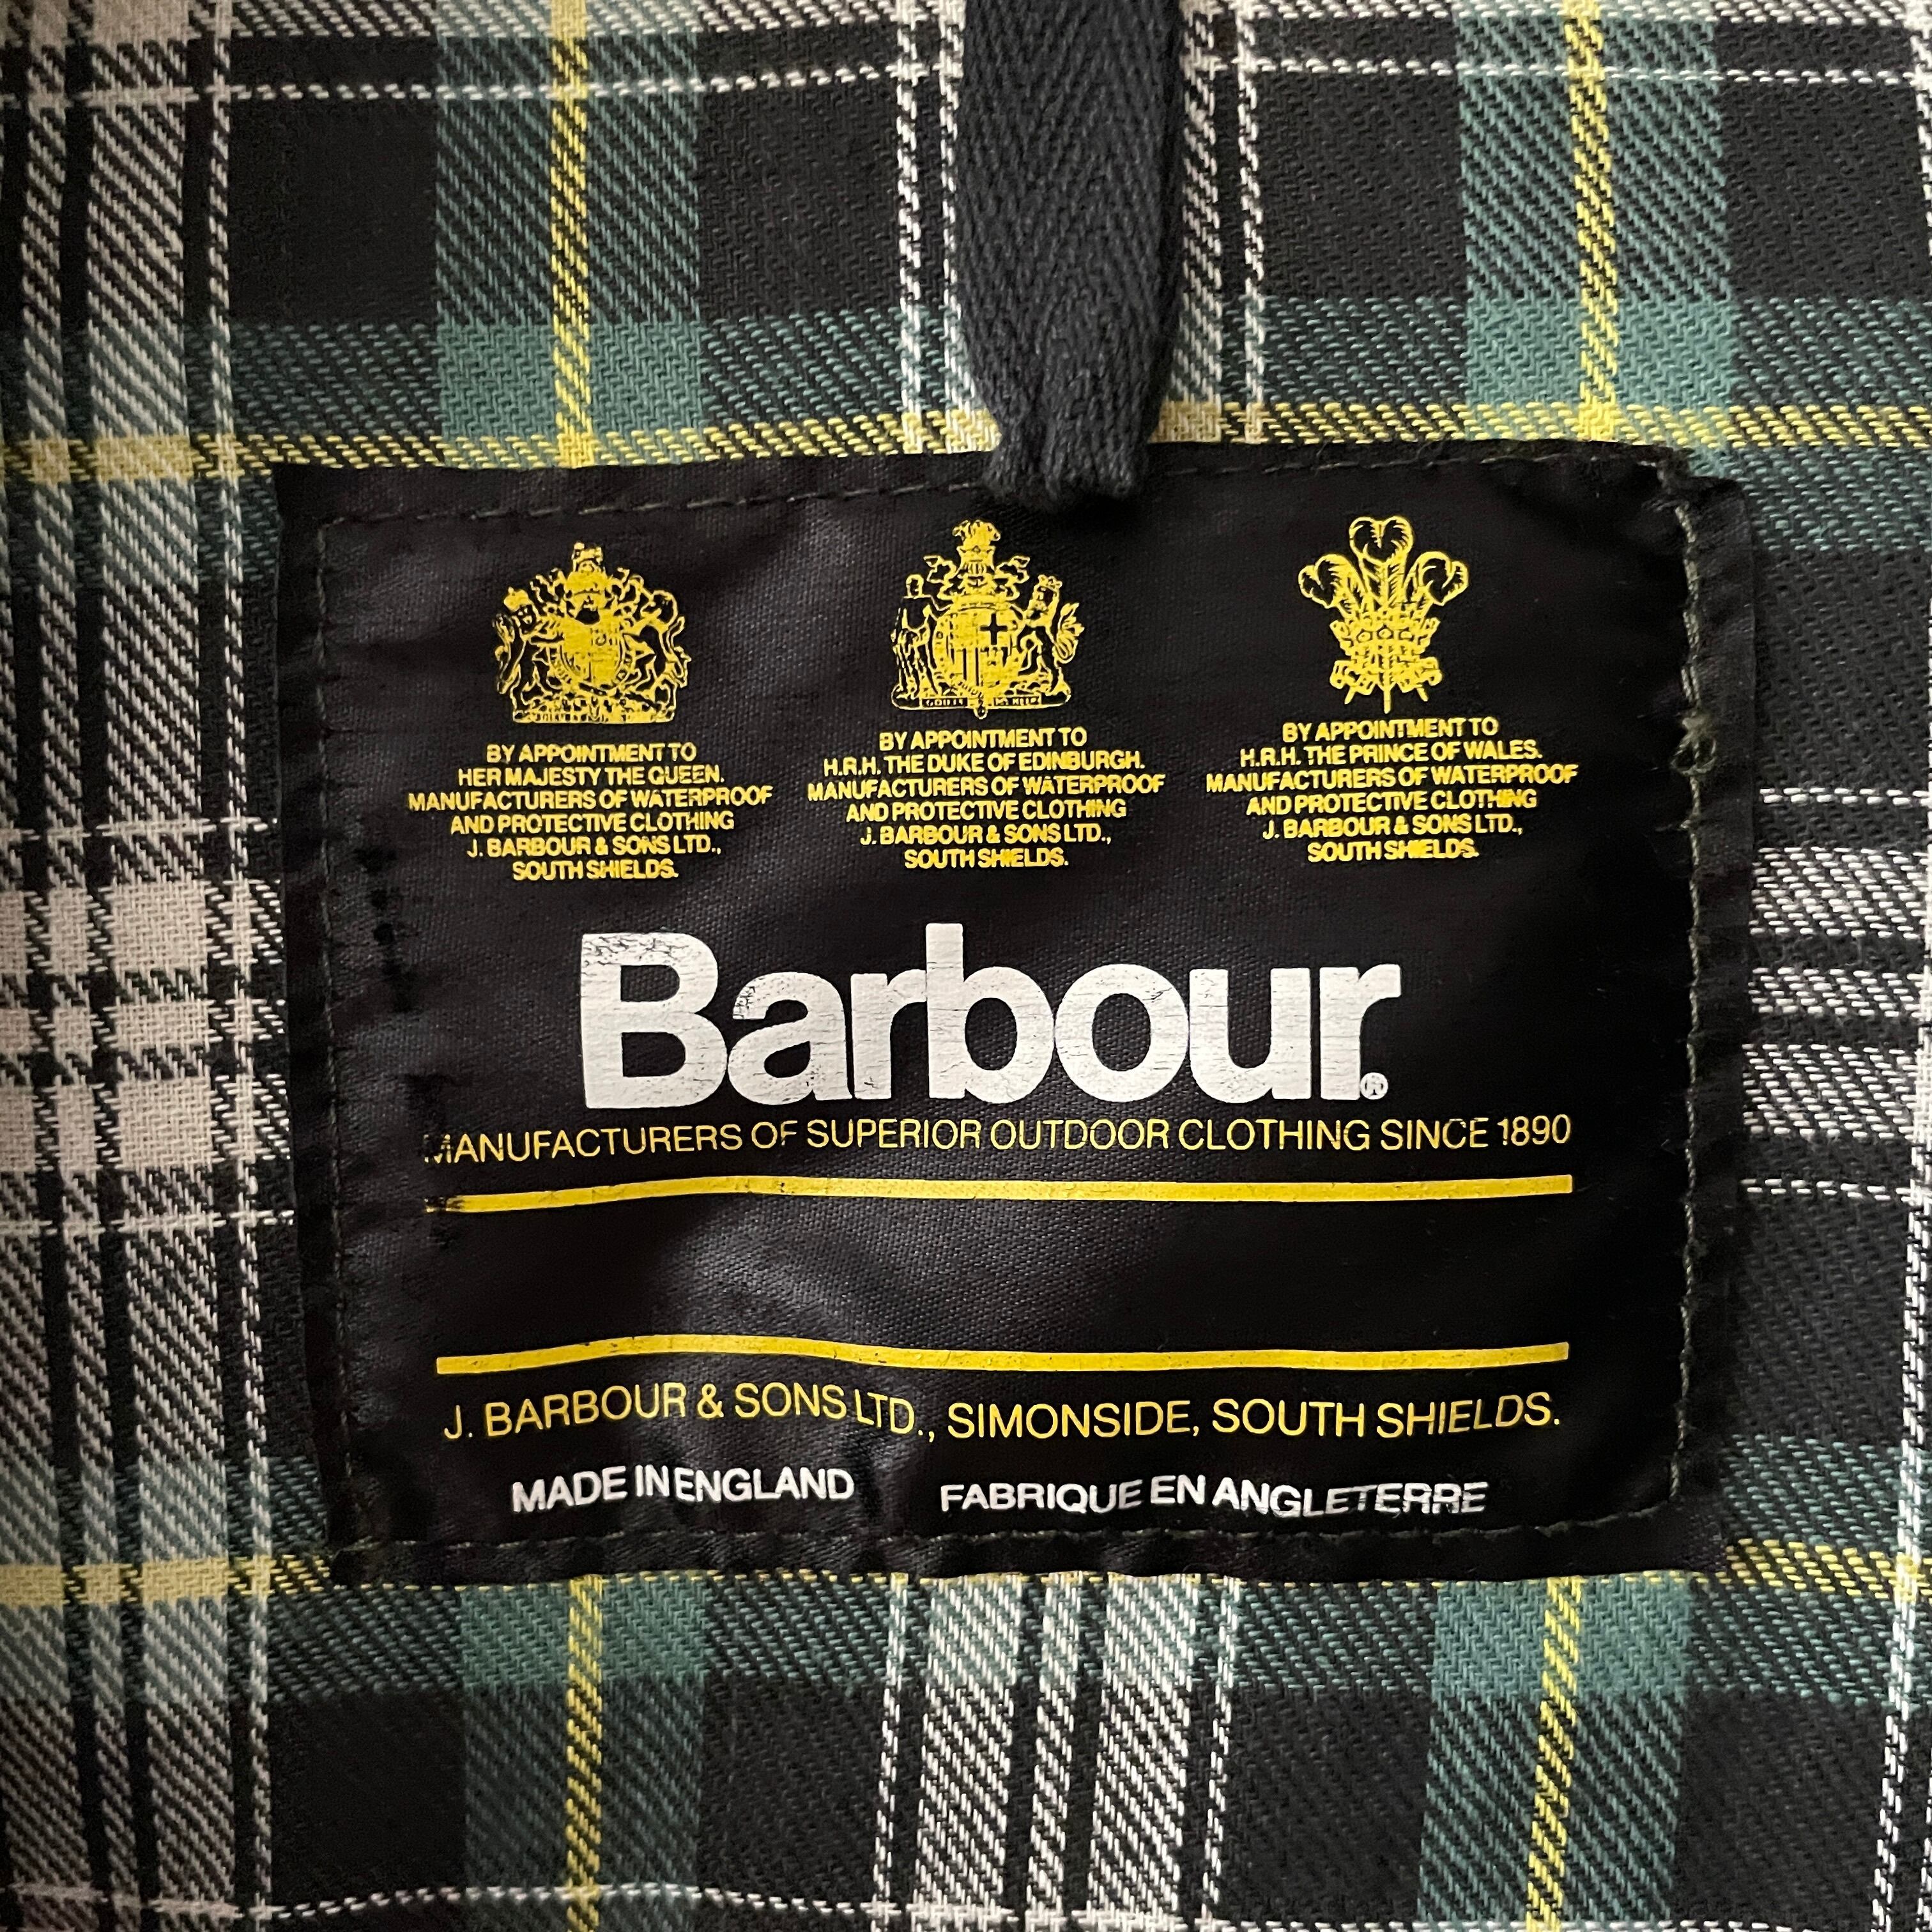 BY APPOINTMENT TO
HER MAJESTY THE QUEEN.
MANUFACTURERS OF WATERPROOF
AND PROTECTIVE CLOTHING
J. BARBOUR & SONS LTD.,
SOUTH SHIELDS.
BY APPOINTMENT TO
H.R.H. THE DUKE OF EDINBURGH.
MANUFACTURERS OF WATERPROOF
AND PROTECTIVE CLOTHING
J. BARBOUR & SONS LTD.,
SOUTH SHIELDS.
BY APPOINTMENT TO
H.R.H. THE PRINCE OF WALES.
MANUFACTURERS OF WATERPROOF
AND PROTECTIVE CLOTHING
J. BARBOUR & SONS LTD.,
SOUTH SHIELDS.
Barbour®
MANUFACTURERS OF SUPERIOR OUTDOOR CLOTHING SINCE 1890
J. BARBOUR & SONS LTD., SIMONSIDE, SOUTH SHIELDS.
MADE IN ENGLAND FABRIQUE EN ANGLETERRE